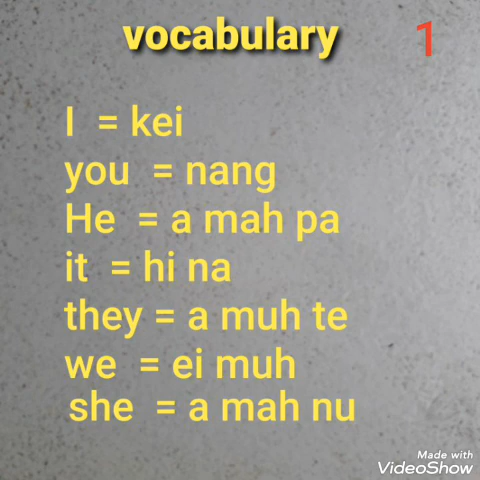 vocabulary 1
I = kei
you = nang
He = a mah pa
it = hi na
they = a muh te
we = ei muh
she = a mah nu
Made with
VideoShow